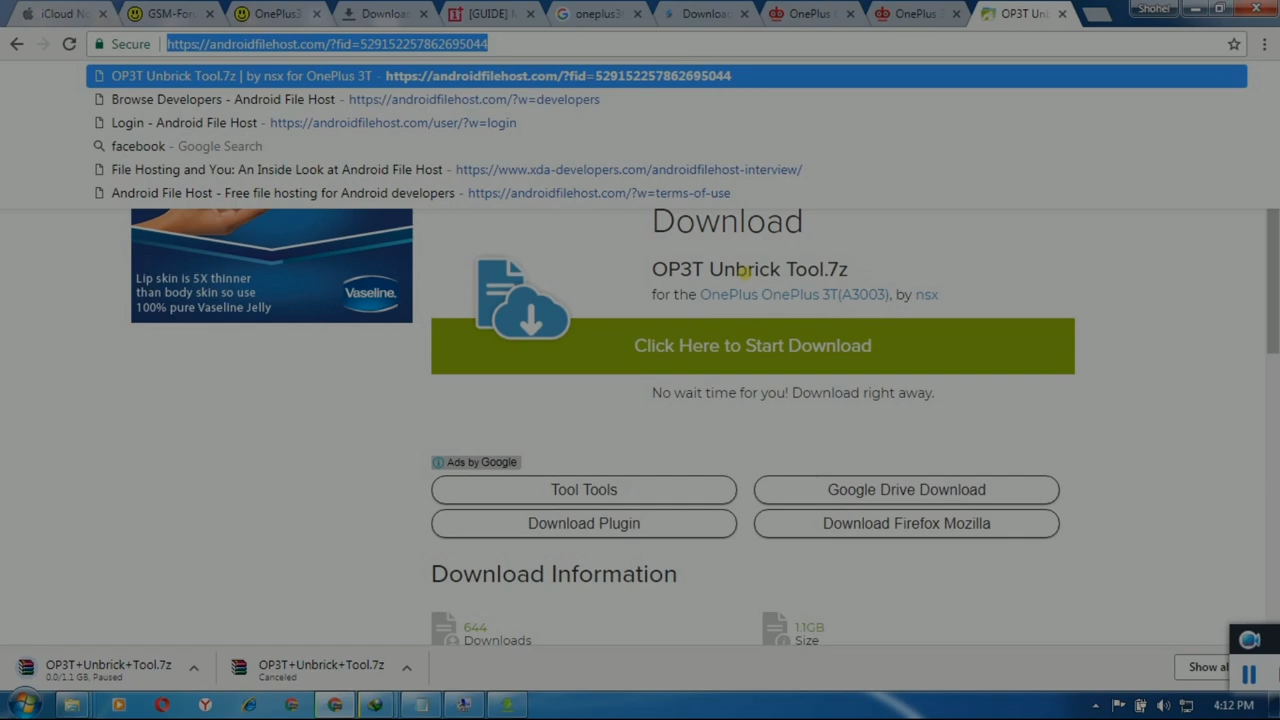 iCloud No
GSM-For
OnePlus3
Download
[GUIDE] M
oneplus3
Download
OnePlus
OnePlus
OP3T Un
Shohel
Secure
https://androidfilehost.com/?fid=529152257862695044
OP3T Unbrick Tool.7z | by nsx for OnePlus 3T - https://androidfilehost.com/?fid=529152257862695044
Browse Developers - Android File Host - https://androidfilehost.com/?w=developers
Login - Android File Host - https://androidfilehost.com/user/?w=login
facebook - Google Search
File Hosting and You: An Inside Look at Android File Host - https://www.xda-developers.com/androidfilehost-interview/
Android File Host - Free file hosting for Android developers - https://androidfilehost.com/?w=terms-of-use
Lip skin is 5X thinner
than body skin so use
100% pure Vaseline Jelly
Vaseline.
Download
OP3T Unbrick Tool.7z
for the OnePlus OnePlus 3T(A3003), by nsx
Click Here to Start Download
No wait time for you! Download right away.
Ads by Google
Tool Tools
Google Drive Download
Download Plugin
Download Firefox Mozilla
Download Information
644
Downloads
1.1GB
Size
OP3T+Unbrick+Tool.7z
0.0/1.1 GB, Paused
OP3T+Unbrick+Tool.7z
Canceled
Show al
4:12 PM